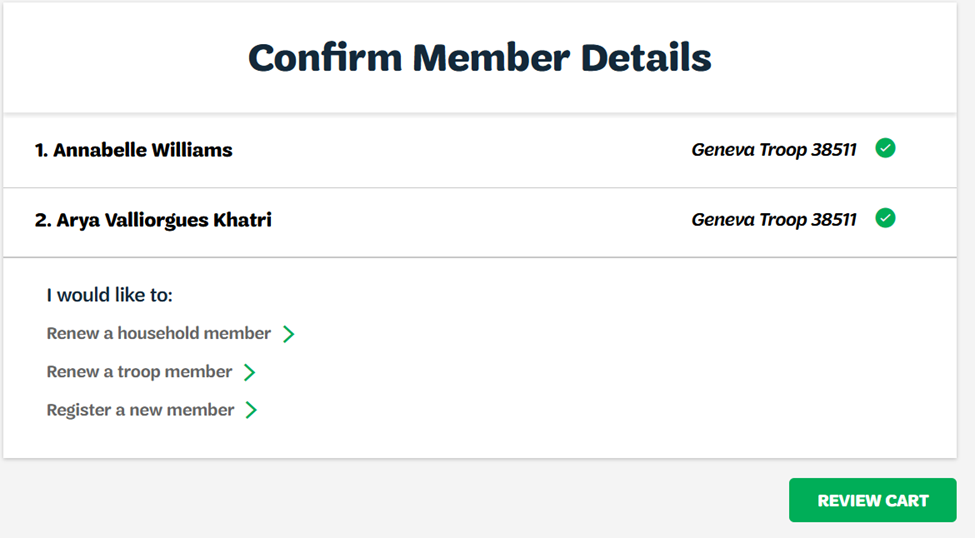 Confirm Member Details
1. Annabelle Williams Geneva Troop 38511
2. Arya Valliorgues Khatri Geneva Troop 38511
I would like to:
Renew a household member
Renew a troop member
Register a new member
REVIEW CART